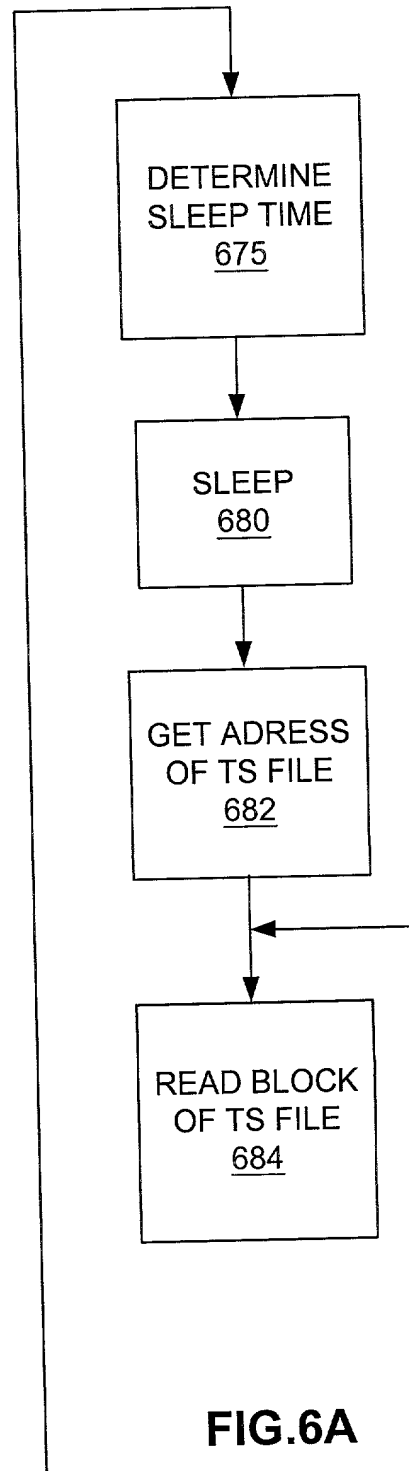 DETERMINE
SLEEP TIME
675
SLEEP
680
GET ADRESS
OF TS FILE
682
READ BLOCK
OF TS FILE
684
FIG.6A